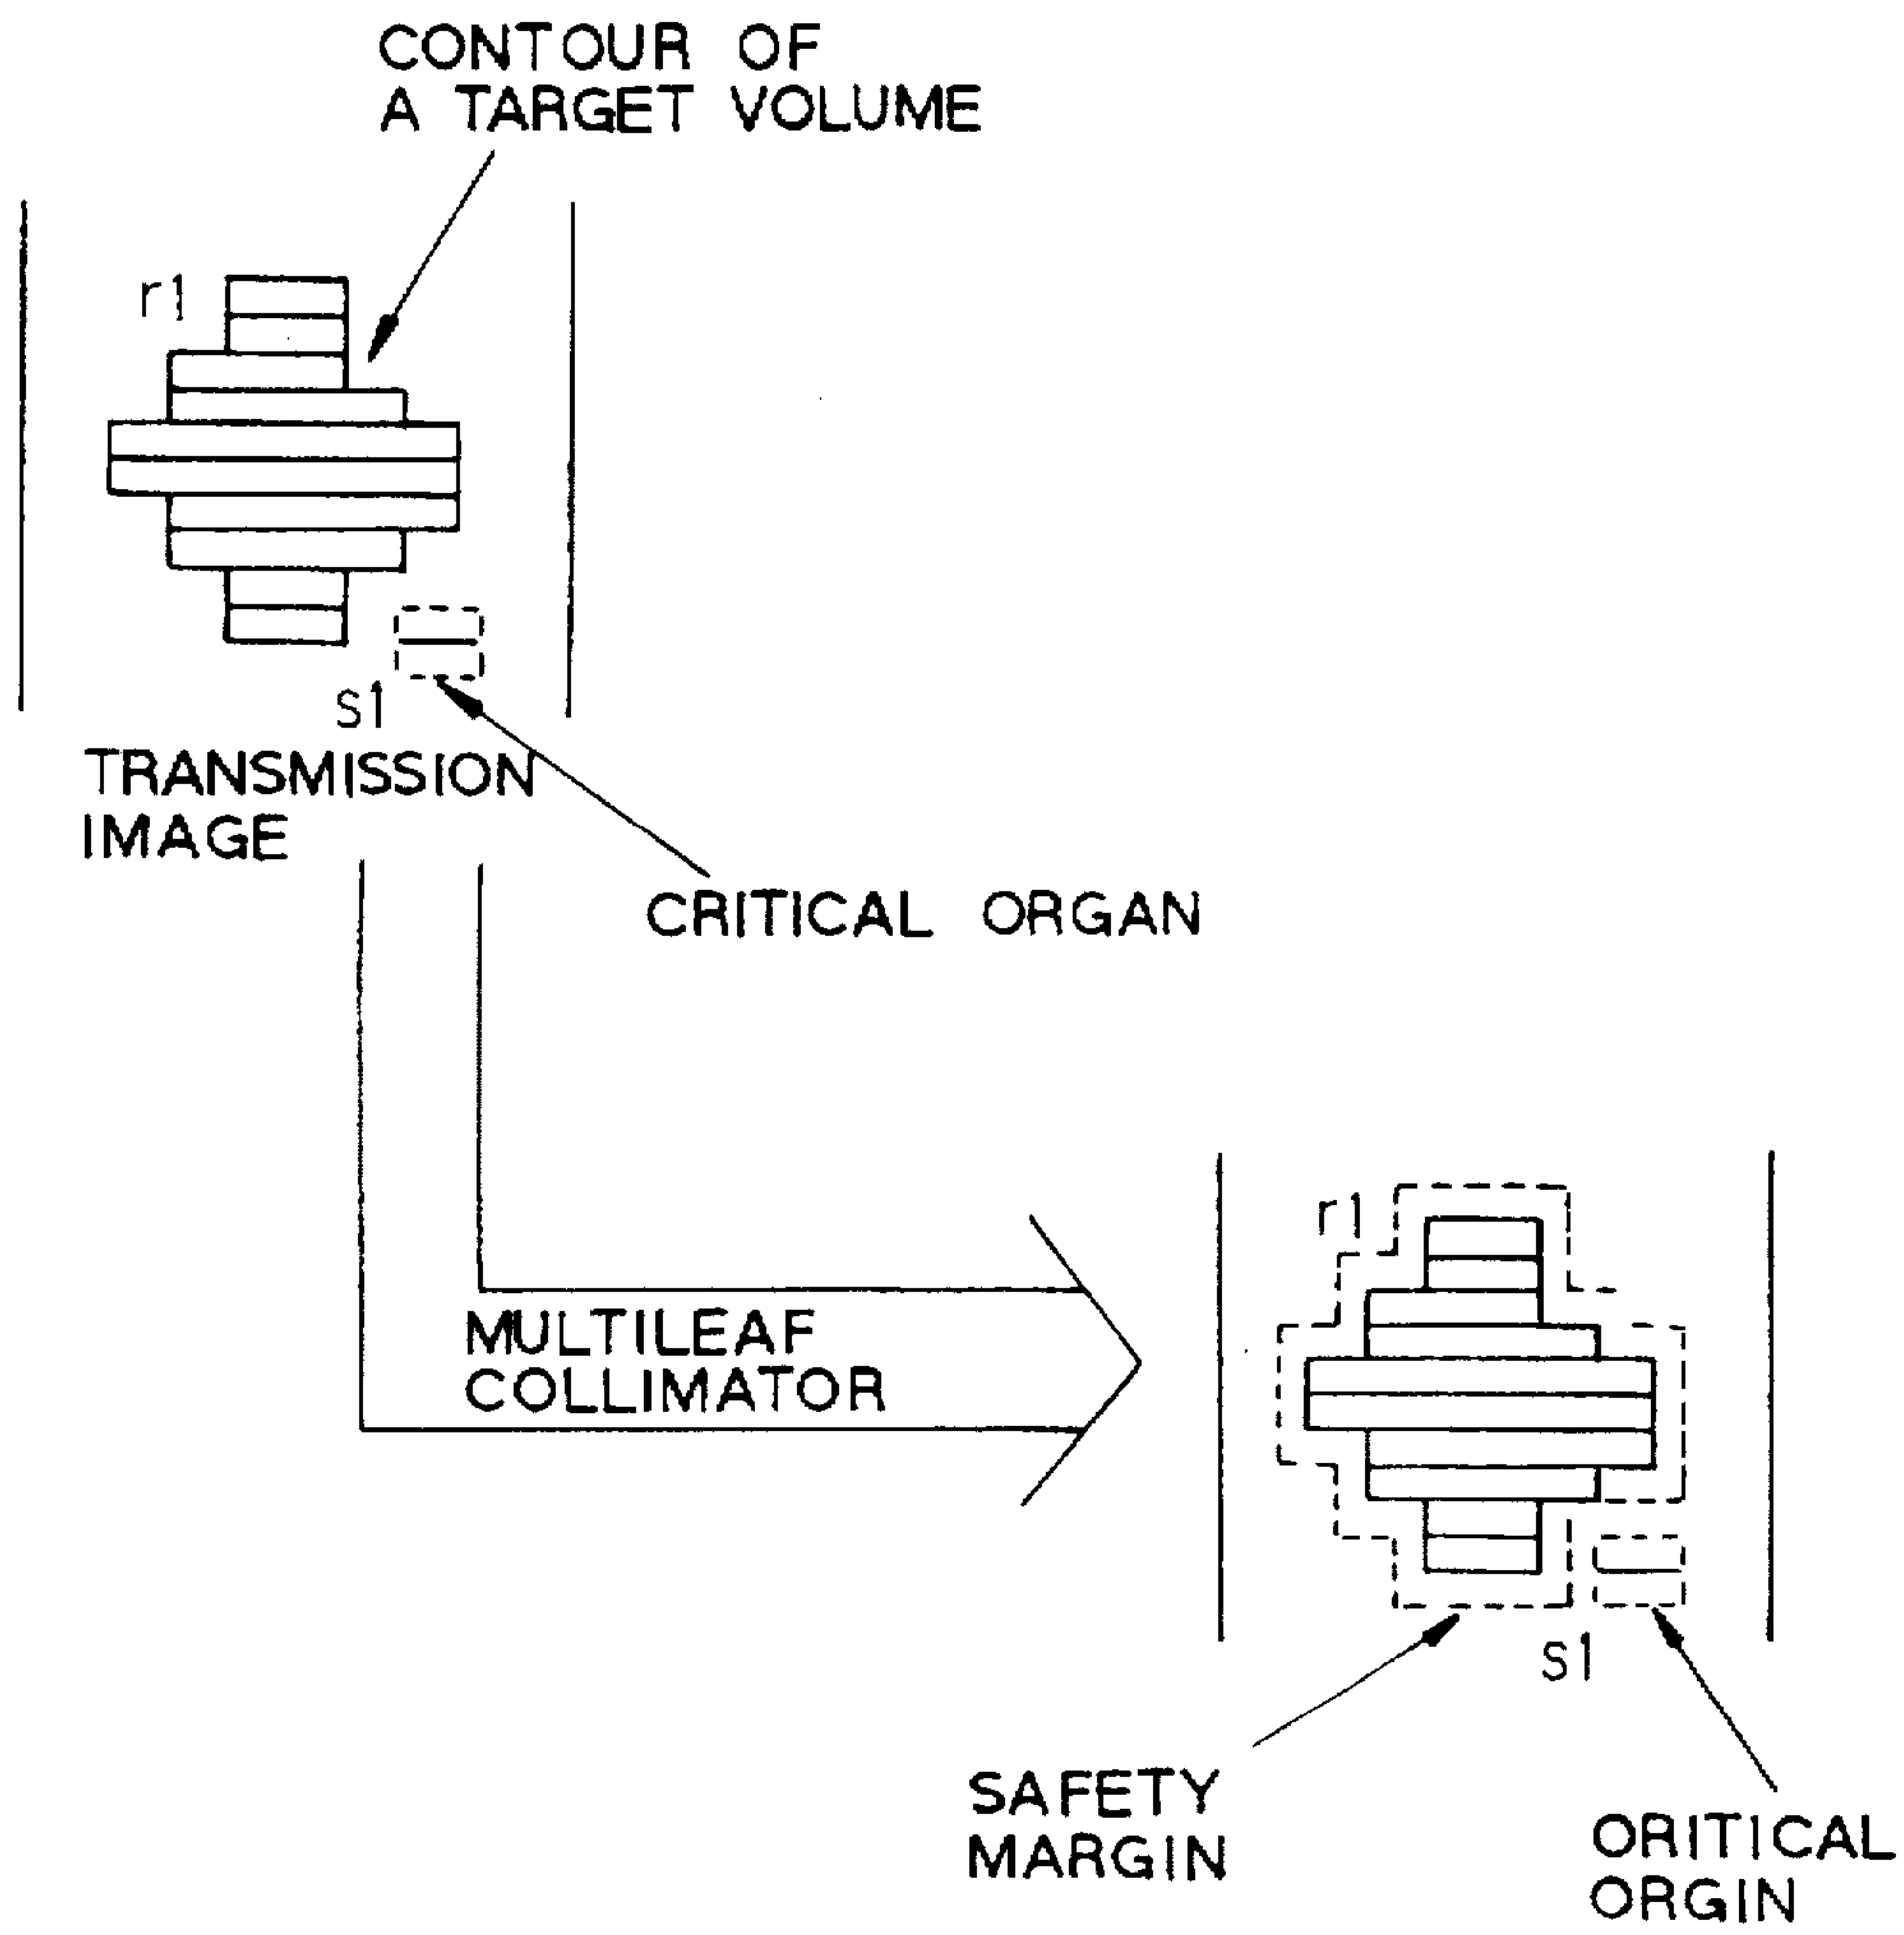 CONTOUR OF
A TARGET VOLUME
r1
s1
TRANSMISSION
IMAGE
CRITICAL ORGAN
MULTILEAF
COLLIMATOR
r1
s1
SAFETY
MARGIN
ORITICAL
ORGIN